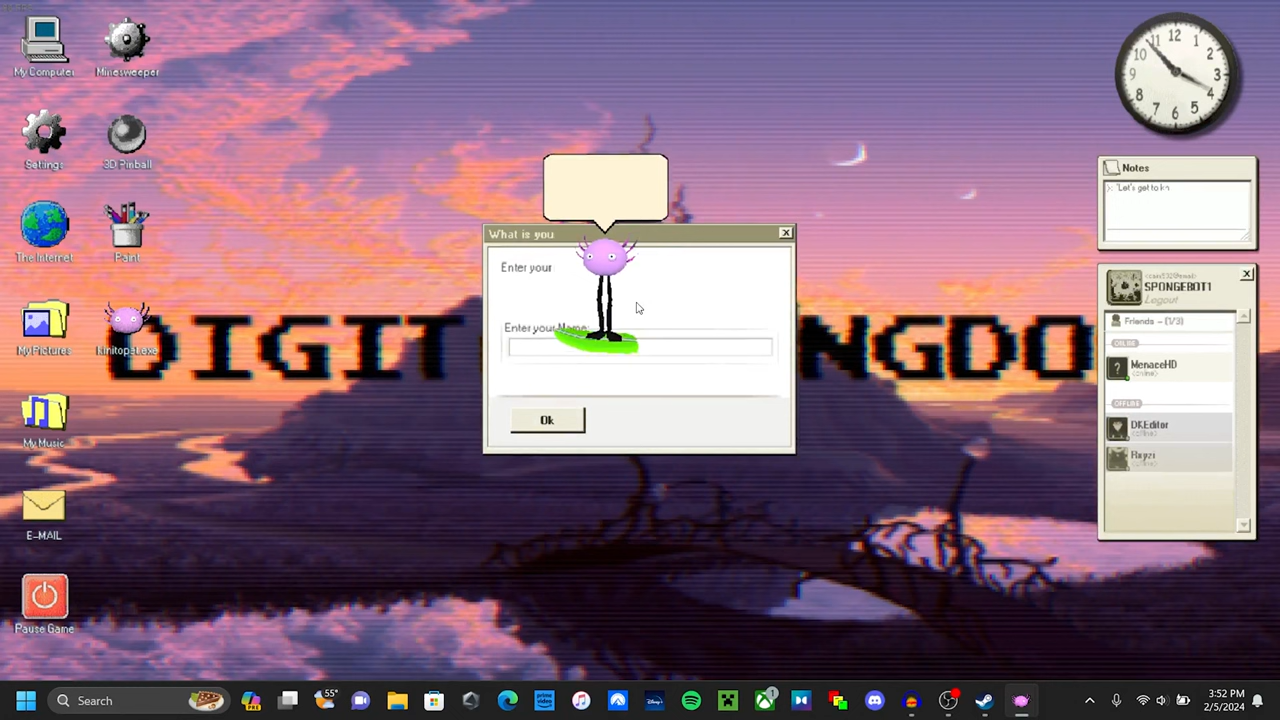 My Computer
Minesweeper
Settings
3D Pinball
The Internet
Paint
My Pictures
kinitopet.exe
My Music
E-MAIL
Pause Game
DIGIT
NGDO
What is you
Enter your
Enter your Name:
Ok
12
1
2
3
4
5
6
7
8
9
10
11
Notes
>: "Let's get to kn
SPONGEBOT1
Logout
Friends - (1/3)
ONLINE
MenaceHD
OFFLINE
DKEditor
Rxyzi
Search
PRE
55°
1
3:52 PM
2/5/2024